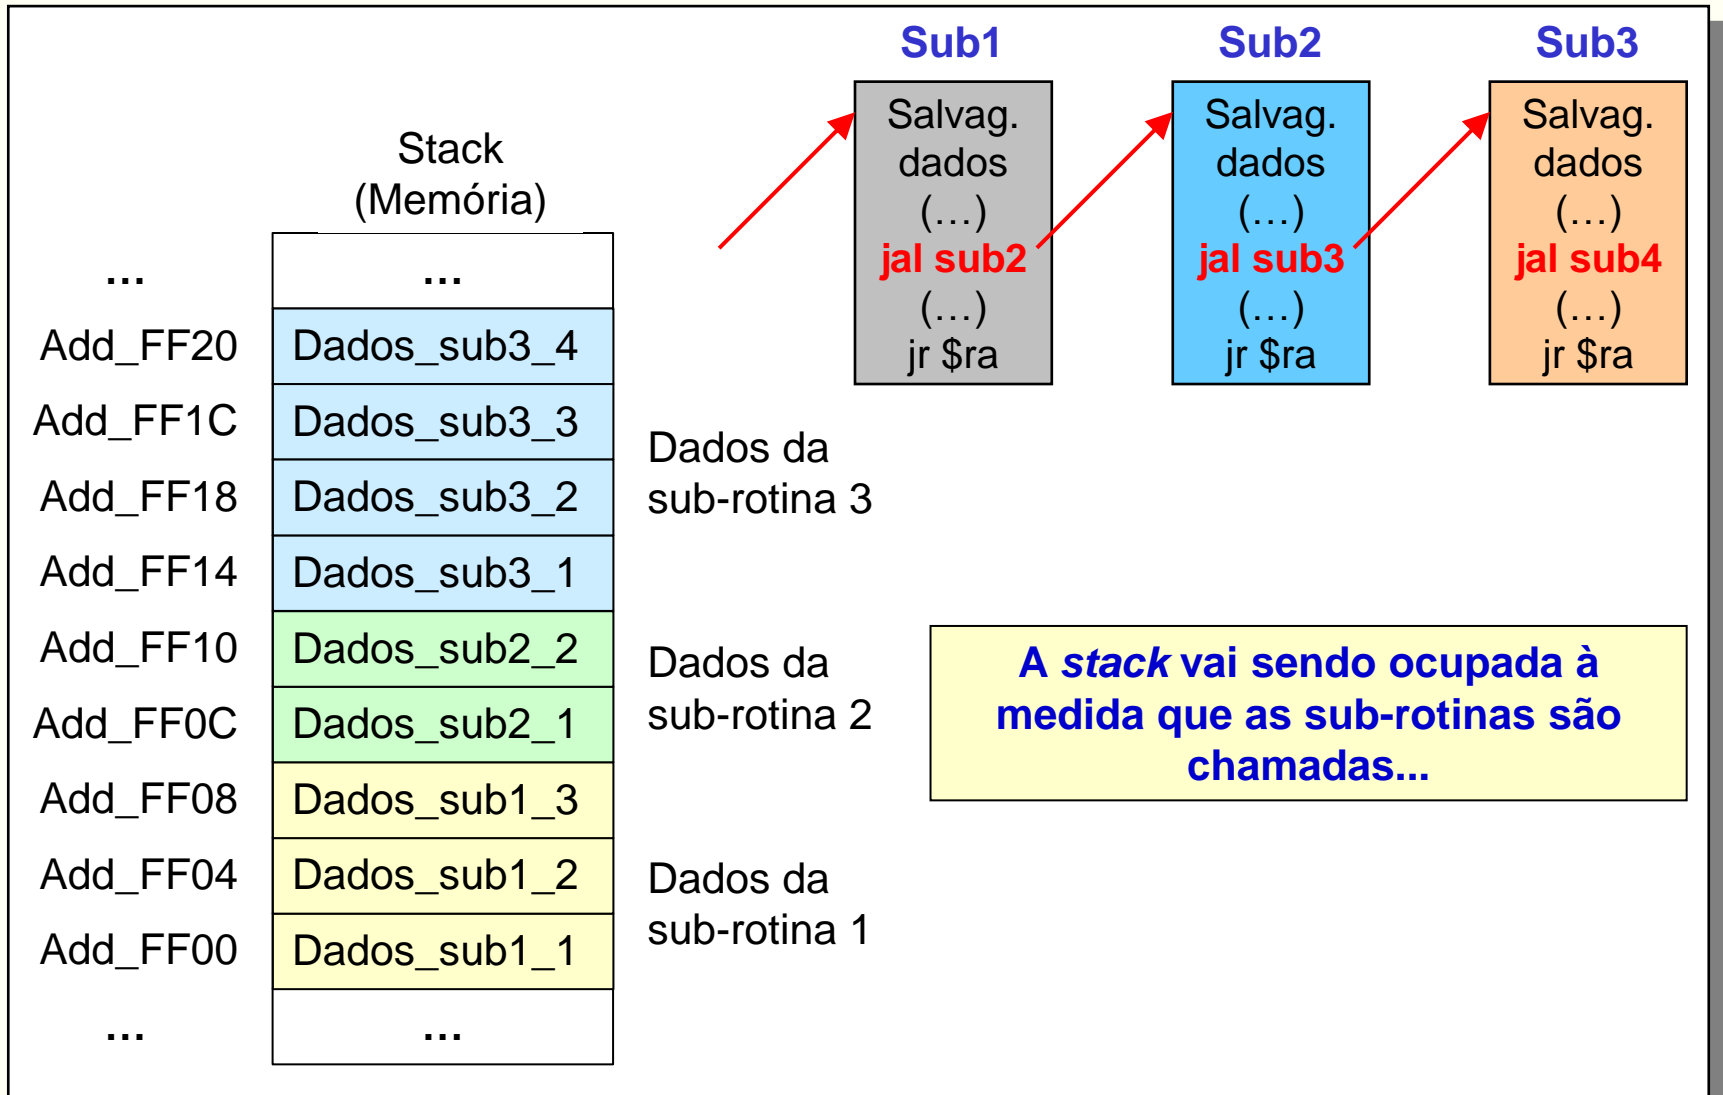 Sub1
Sub2
Sub3
Salvag.
dados
(...)
jal sub2
(...)
jr $ra
Salvag.
dados
(...)
jal sub3
(...)
jr $ra
Salvag.
dados
(...)
jal sub4
(...)
jr $ra
Stack
(Memória)
... ...
Add_FF20 Dados_sub3_4
Add_FF1C Dados_sub3_3
Add_FF18 Dados_sub3_2
Add_FF14 Dados_sub3_1
Add_FF10 Dados_sub2_2
Add_FF0C Dados_sub2_1
Add_FF08 Dados_sub1_3
Add_FF04 Dados_sub1_2
Add_FF00 Dados_sub1_1
... ...
Dados da
sub-rotina 3
Dados da
sub-rotina 2
Dados da
sub-rotina 1
A stack vai sendo ocupada à
medida que as sub-rotinas são
chamadas...